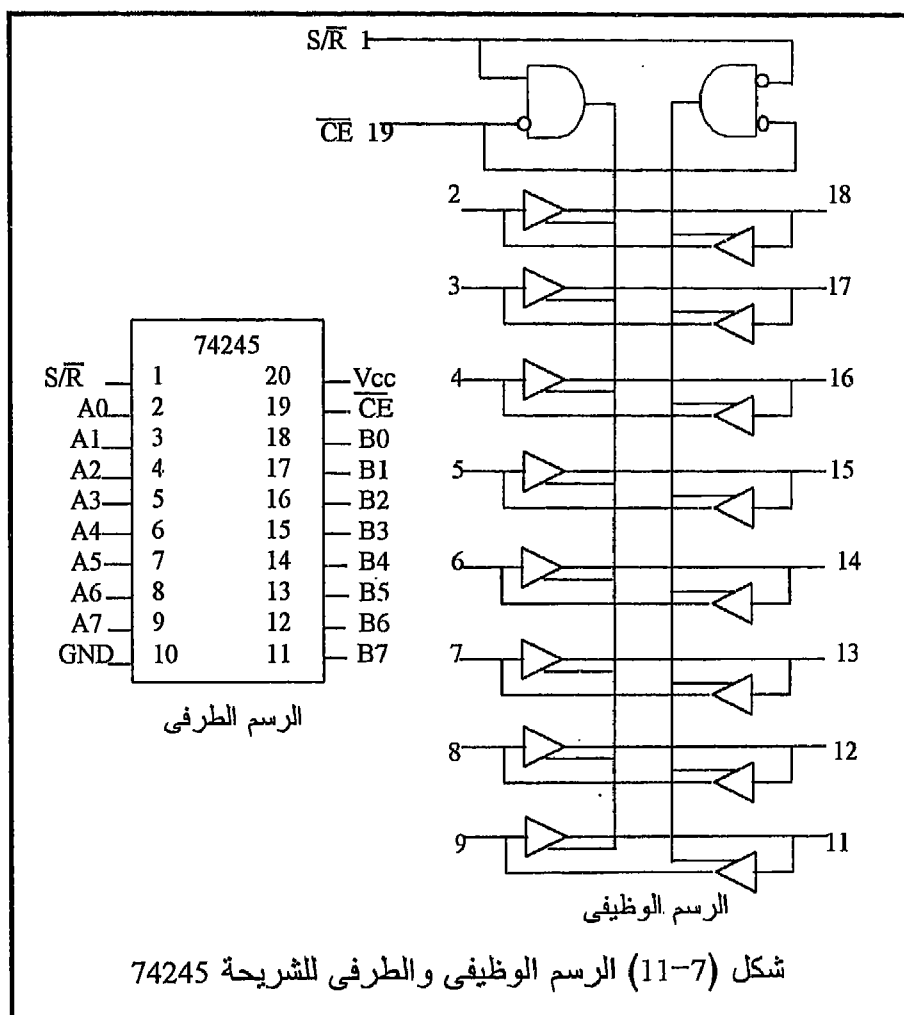 S/R̅ 1
C̅E̅ 19
2 18
3 17
4 16
5 15
6 14
7 13
8 12
9 11
74245
S/R̅ 1 20 Vcc
A0 2 19 C̅E̅
A1 3 18 B0
A2 4 17 B1
A3 5 16 B2
A4 6 15 B3
A5 7 14 B4
A6 8 13 B5
A7 9 12 B6
GND 10 11 B7
الرسم الطرفى
الرسم الوظيفى
شكل (7-11) الرسم الوظيفى والطرفى للشريحة 74245